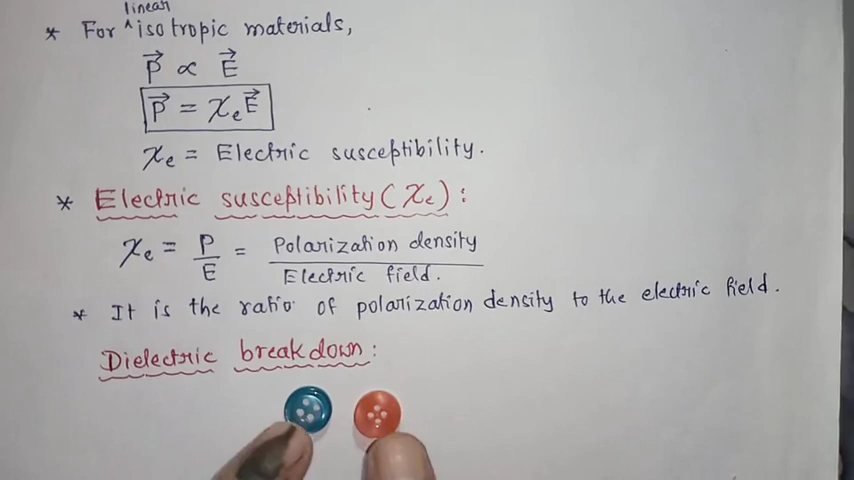 * For ^linear isotropic materials,
P⃗ ∝ E⃗
P⃗ = χₑE⃗
χₑ = Electric susceptibility.
* Electric susceptibility (χₑ) :
χₑ = P/E = Polarization density / Electric field.
* It is the ratio of polarization density to the electric field.
Dielectric breakdown :